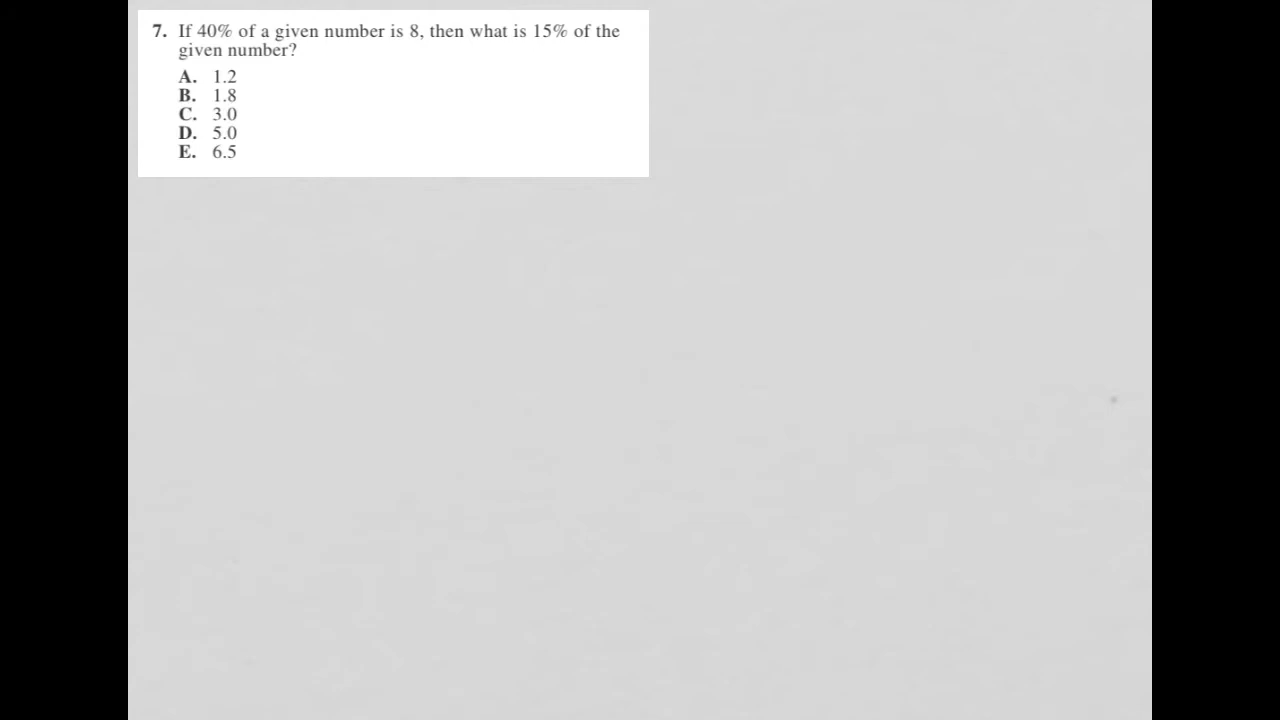 7. If 40% of a given number is 8, then what is 15% of the
given number?
A. 1.2
B. 1.8
C. 3.0
D. 5.0
E. 6.5